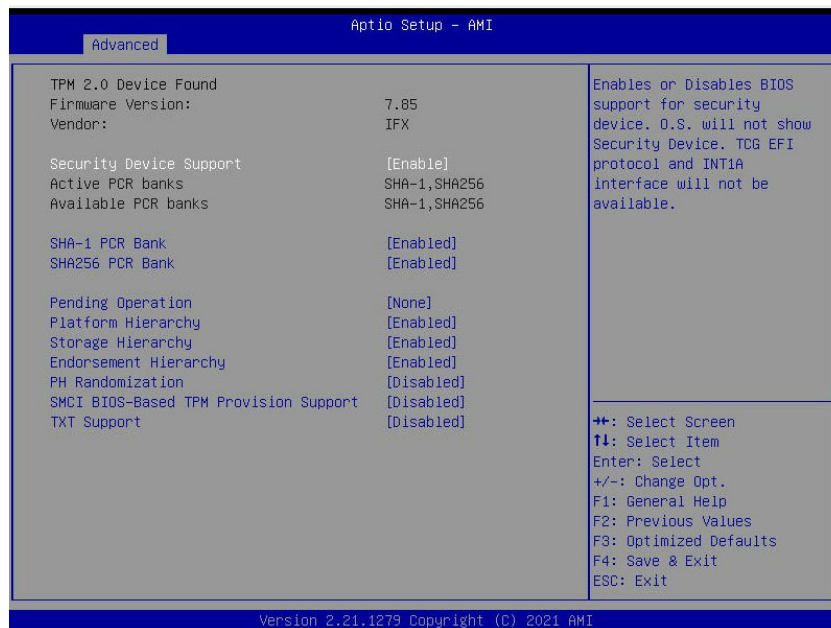 Aptio Setup - AMI
Advanced
TPM 2.0 Device Found
Firmware Version: 7.85
Vendor: IFX
Security Device Support [Enable]
Active PCR banks SHA-1,SHA256
Available PCR banks SHA-1,SHA256
SHA-1 PCR Bank [Enabled]
SHA256 PCR Bank [Enabled]
Pending Operation [None]
Platform Hierarchy [Enabled]
Storage Hierarchy [Enabled]
Endorsement Hierarchy [Enabled]
PH Randomization [Disabled]
SMCI BIOS-Based TPM Provision Support [Disabled]
TXT Support [Disabled]
Enables or Disables BIOS
support for security
device. O.S. will not show
Security Device. TCG EFI
protocol and INT1A
interface will not be
available.
→←: Select Screen
↑↓: Select Item
Enter: Select
+/-: Change Opt.
F1: General Help
F2: Previous Values
F3: Optimized Defaults
F4: Save & Exit
ESC: Exit
Version 2.21.1279 Copyright (C) 2021 AMI